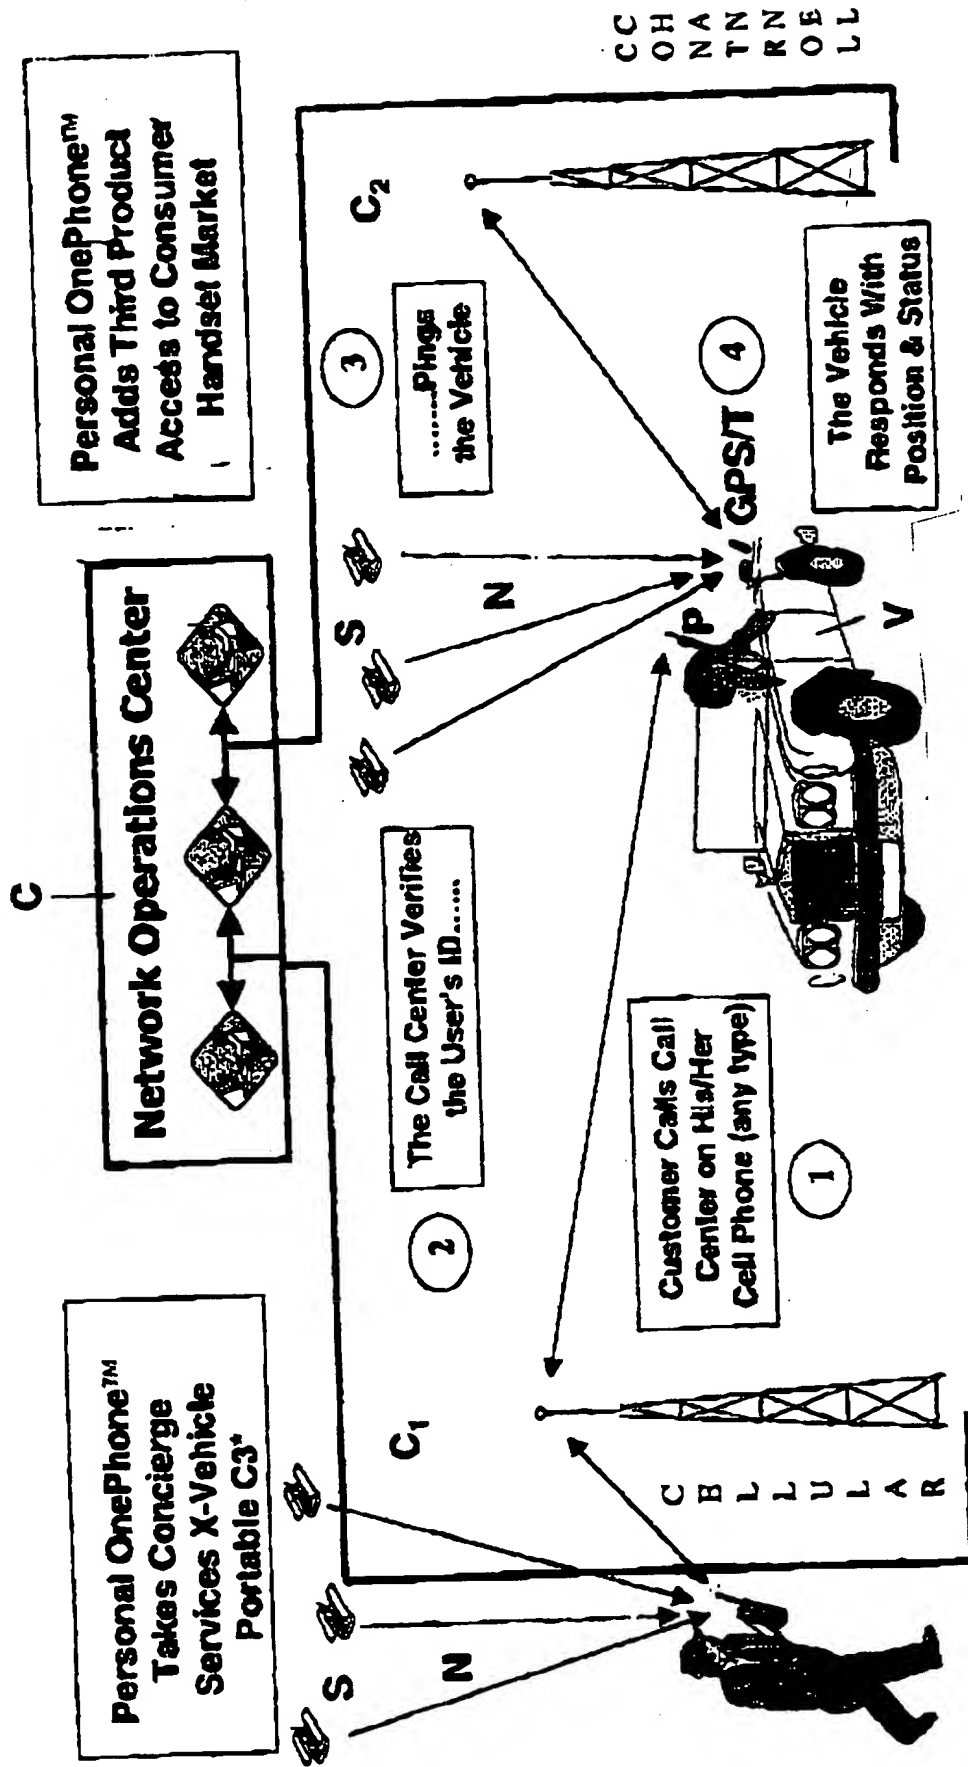 C
Personal OnePhone™
Takes Concierge
Services X-Vehicle
Portable C3*
Network Operations Center
Personal OnePhone™
Adds Third Product
Access to Consumer
Handset Market
S
N
C1
2
The Call Center Verifies
the User's ID......
S
N
3
.......Pings
the Vehicle
C2
C
E
L
L
U
L
A
R
Customer Calls Call
Center on His/Her
Cell Phone (any type)
1
P
GPS/T
V
4
The Vehicle
Responds With
Position & Status
CC
OH
NA
TN
RN
OE
LL